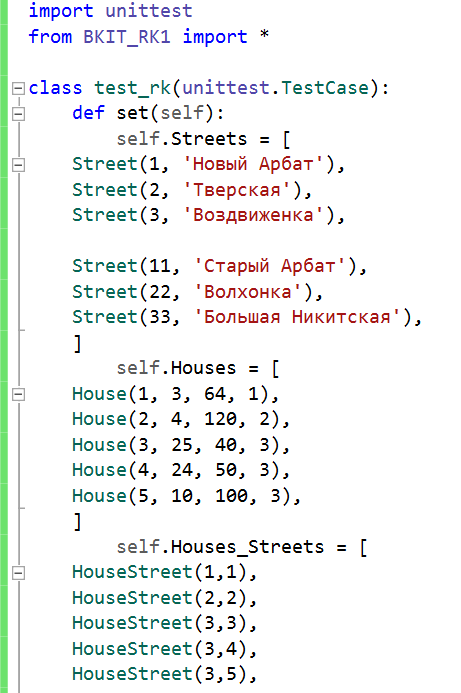 import unittest
from BKIT_RK1 import *
class test_rk(unittest.TestCase):
    def set(self):
        self.Streets = [
    Street(1, 'Новый Арбат'),
    Street(2, 'Тверская'),
    Street(3, 'Воздвиженка'),
    Street(11, 'Старый Арбат'),
    Street(22, 'Волхонка'),
    Street(33, 'Большая Никитская'),
    ]
        self.Houses = [
    House(1, 3, 64, 1),
    House(2, 4, 120, 2),
    House(3, 25, 40, 3),
    House(4, 24, 50, 3),
    House(5, 10, 100, 3),
    ]
        self.Houses_Streets = [
    HouseStreet(1,1),
    HouseStreet(2,2),
    HouseStreet(3,3),
    HouseStreet(3,4),
    HouseStreet(3,5),